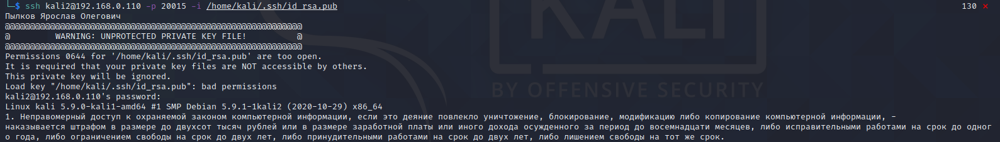 └─$ ssh kali2@192.168.0.110 -p 20015 -i /home/kali/.ssh/id_rsa.pub 130 ⨯
Пылков Ярослав Олегович
@@@@@@@@@@@@@@@@@@@@@@@@@@@@@@@@@@@@@@@@@@@@@@@@@@@@@@@@@@@
@         WARNING: UNPROTECTED PRIVATE KEY FILE!          @
@@@@@@@@@@@@@@@@@@@@@@@@@@@@@@@@@@@@@@@@@@@@@@@@@@@@@@@@@@@
Permissions 0644 for '/home/kali/.ssh/id_rsa.pub' are too open.
It is required that your private key files are NOT accessible by others.
This private key will be ignored.
Load key "/home/kali/.ssh/id_rsa.pub": bad permissions
kali2@192.168.0.110's password:
Linux kali 5.9.0-kali1-amd64 #1 SMP Debian 5.9.1-1kali2 (2020-10-29) x86_64
1. Неправомерный доступ к охраняемой законом компьютерной информации, если это деяние повлекло уничтожение, блокирование, модификацию либо копирование компьютерной информации, -
наказывается штрафом в размере до двухсот тысяч рублей или в размере заработной платы или иного дохода осужденного за период до восемнадцати месяцев, либо исправительными работами на срок до одног
о года, либо ограничением свободы на срок до двух лет, либо принудительными работами на срок до двух лет, либо лишением свободы на тот же срок.
KALI
BY OFFENSIVE SECURITY